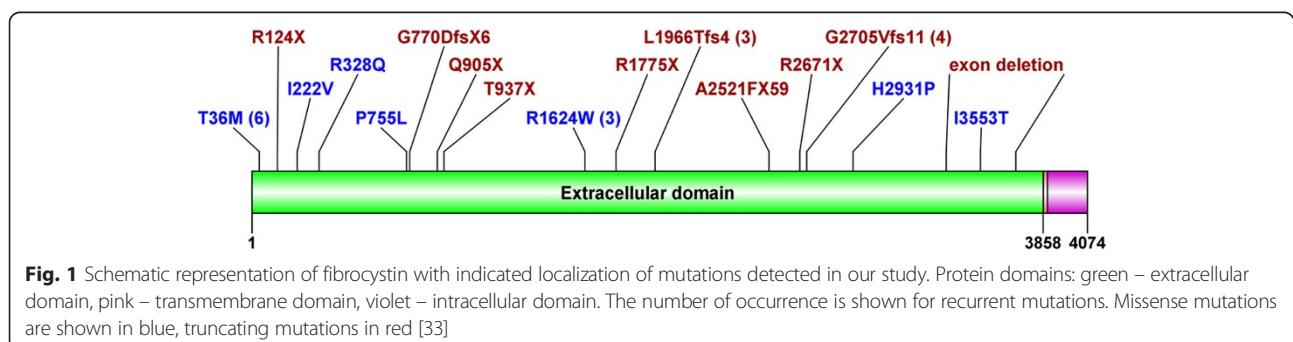 R124X G770DfsX6 L1966Tfs4 (3) G2705Vfs11 (4)
R328Q Q905X R1775X R2671X exon deletion
I222V T937X A2521FX59 H2931P
T36M (6) P755L R1624W (3) I3553T
Extracellular domain
1 3858 4074
Fig. 1 Schematic representation of fibrocystin with indicated localization of mutations detected in our study. Protein domains: green – extracellular
domain, pink – transmembrane domain, violet – intracellular domain. The number of occurrence is shown for recurrent mutations. Missense mutations
are shown in blue, truncating mutations in red [33]